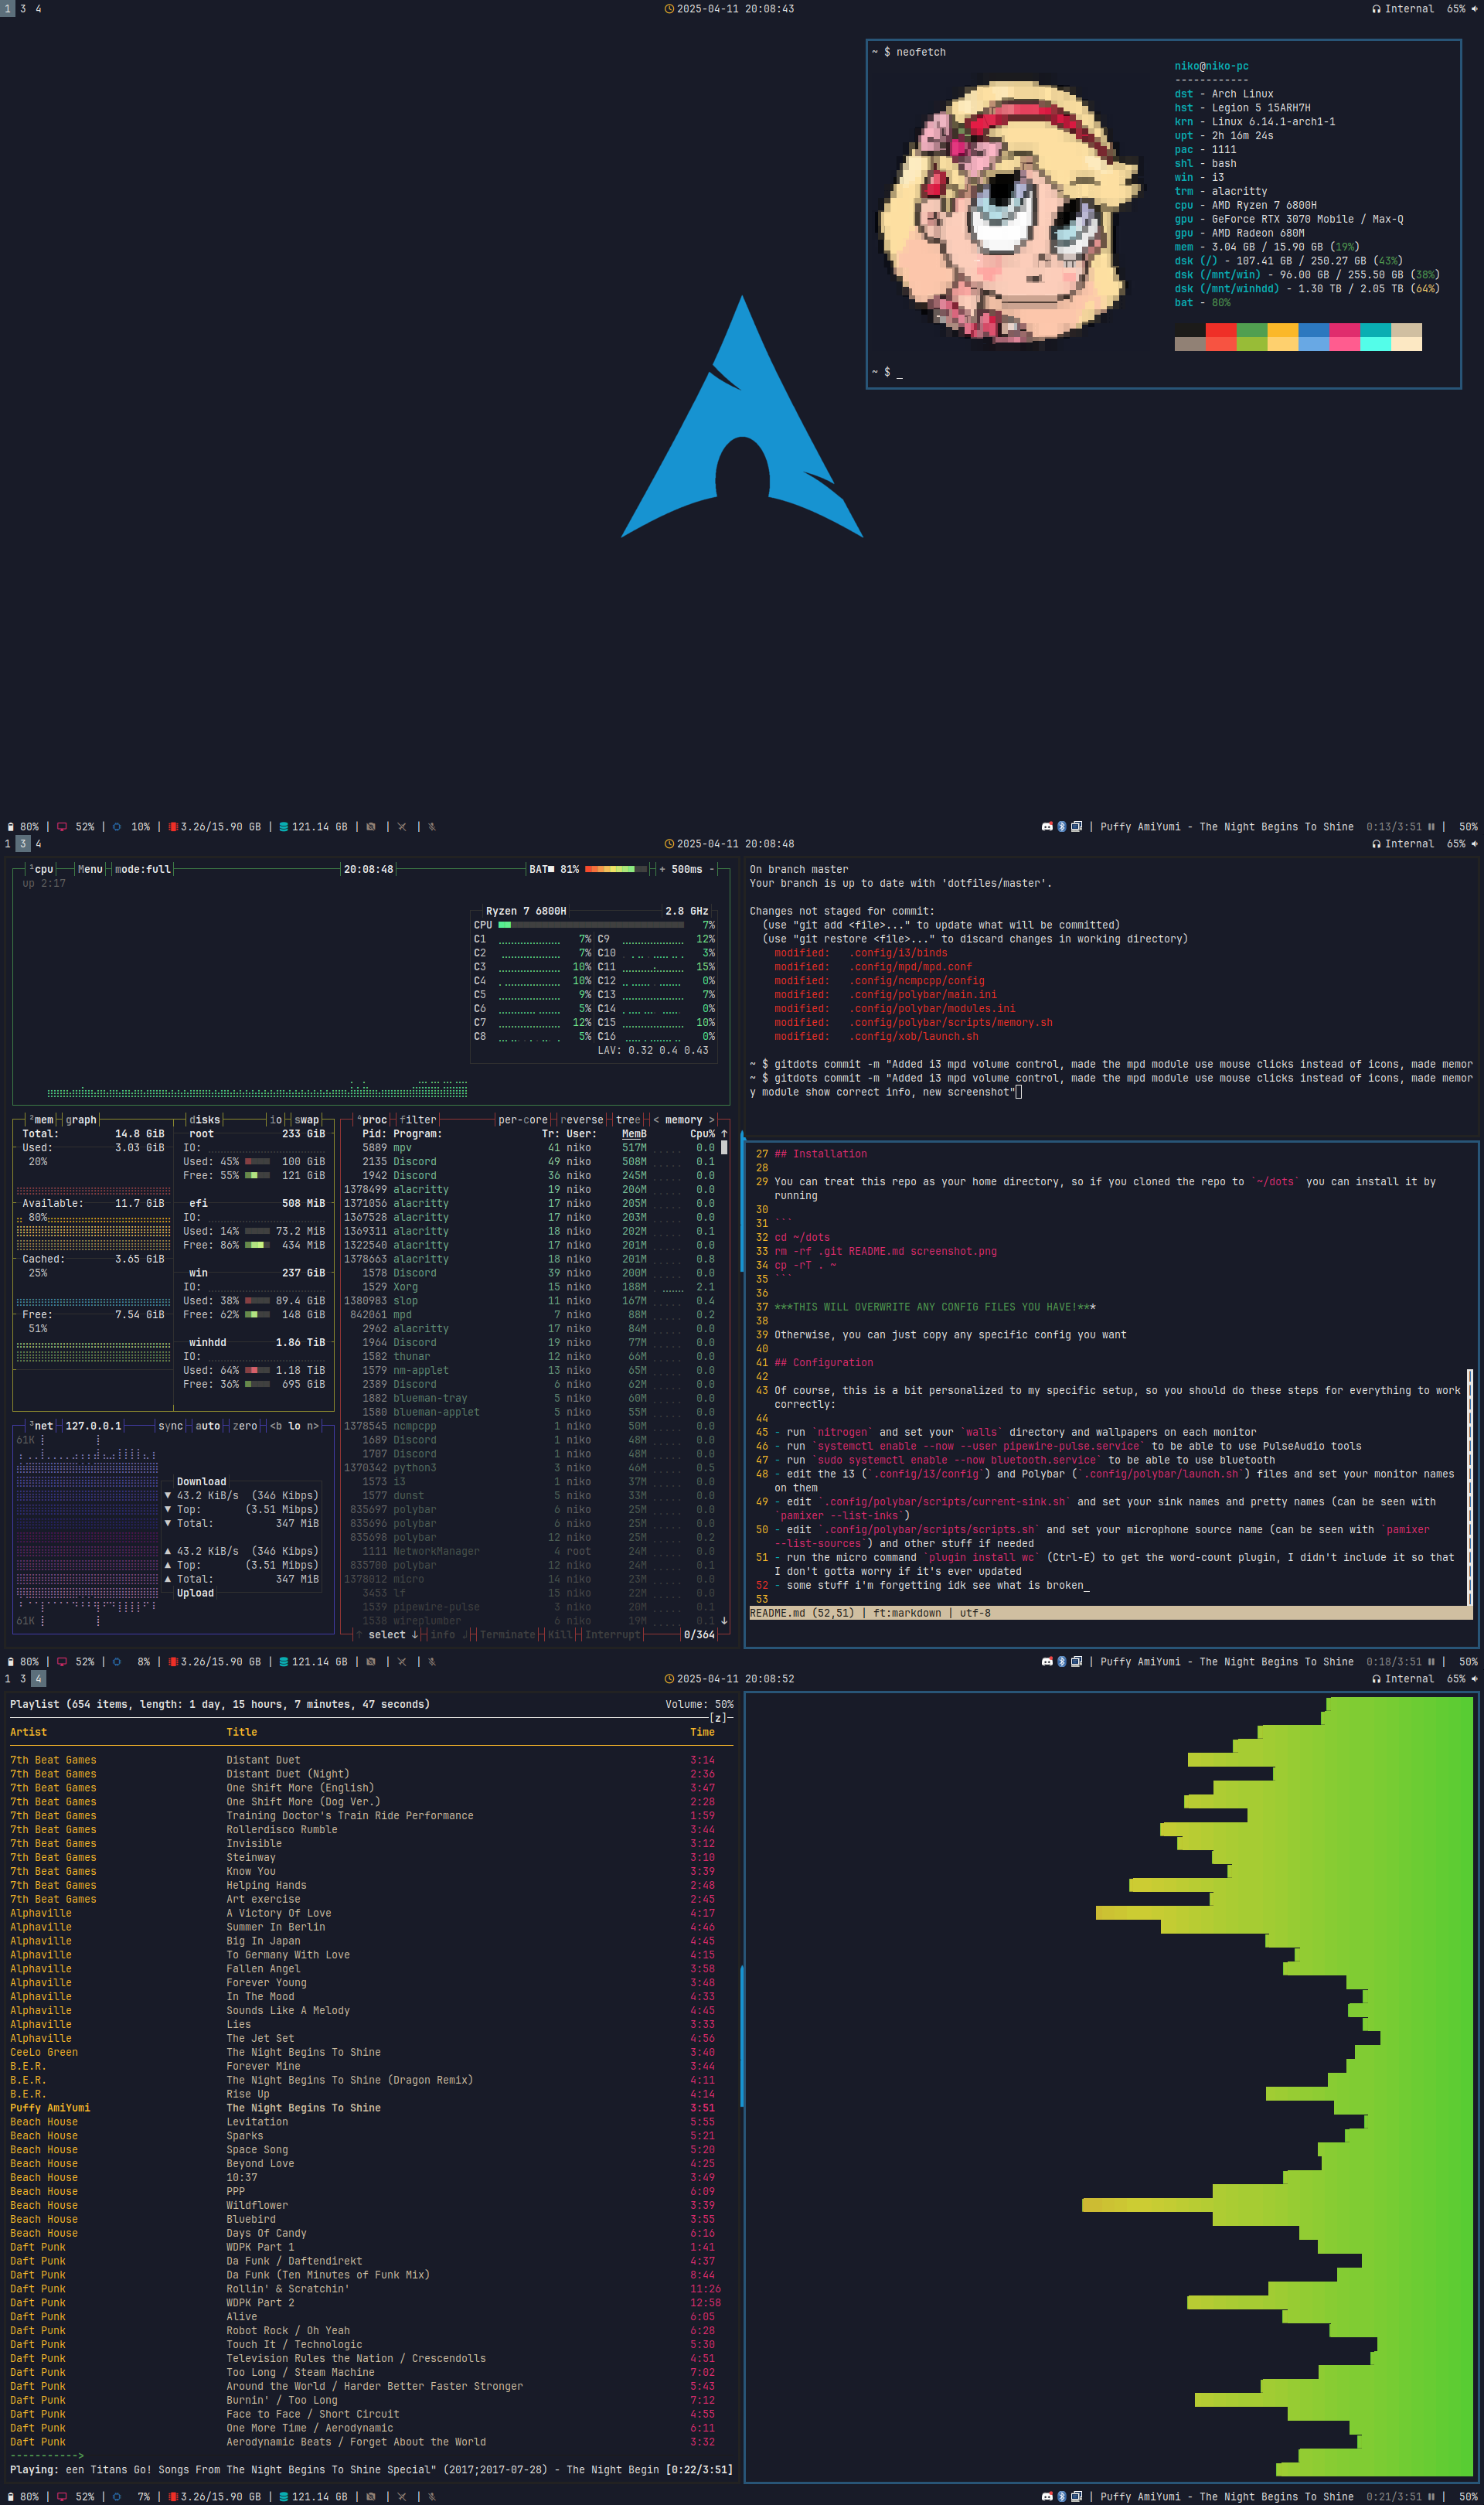 1 3 4
2025-04-11 20:08:43
Internal 65%
~ $ neofetch
niko@niko-pc
------------
dst - Arch Linux
hst - Legion 5 15ARH7H
krn - Linux 6.14.1-arch1-1
upt - 2h 16m 24s
pac - 1111
shl - bash
win - i3
trm - alacritty
cpu - AMD Ryzen 7 6800H
gpu - GeForce RTX 3070 Mobile / Max-Q
gpu - AMD Radeon 680M
mem - 3.04 GB / 15.90 GB (19%)
dsk (/) - 107.41 GB / 250.27 GB (43%)
dsk (/mnt/win) - 96.00 GB / 255.50 GB (38%)
dsk (/mnt/winhdd) - 1.30 TB / 2.05 TB (64%)
bat - 80%
~ $ _
80% | 52% | 10% | 3.26/15.90 GB | 121.14 GB | | |
| Puffy AmiYumi - The Night Begins To Shine 0:13/3:51 | 50%
1 3 4
2025-04-11 20:08:48
Internal 65%
¹cpu Menu mode:full 20:08:48 BAT■ 81% + 500ms -
up 2:17
Ryzen 7 6800H 2.8 GHz
CPU 7%
C1 7% C9 12%
C2 7% C10 3%
C3 10% C11 15%
C4 10% C12 0%
C5 9% C13 7%
C6 5% C14 0%
C7 12% C15 10%
C8 5% C16 0%
LAV: 0.32 0.4 0.43
²mem graph disks io swap
Total: 14.8 GiB
Used: 3.03 GiB
20%
Available: 11.7 GiB
80%
Cached: 3.65 GiB
25%
Free: 7.54 GiB
51%
root 233 GiB
IO:
Used: 45% 100 GiB
Free: 55% 121 GiB
efi 508 MiB
IO:
Used: 14% 73.2 MiB
Free: 86% 434 MiB
win 237 GiB
IO:
Used: 38% 89.4 GiB
Free: 62% 148 GiB
winhdd 1.86 TiB
IO:
Used: 64% 1.18 TiB
Free: 36% 695 GiB
³net 127.0.0.1 sync auto zero <b lo n>
61K
Download
▼ 43.2 KiB/s (346 Kibps)
▼ Top: (3.51 Mibps)
▼ Total: 347 MiB
▲ 43.2 KiB/s (346 Kibps)
▲ Top: (3.51 Mibps)
▲ Total: 347 MiB
Upload
61K
⁴proc filter per-core reverse tree < memory >
Pid: Program: Tr: User: MemB Cpu% ↑
5889 mpv 41 niko 517M 0.0
2135 Discord 49 niko 508M 0.1
1942 Discord 36 niko 245M 0.0
1378499 alacritty 19 niko 206M 0.0
1371056 alacritty 17 niko 205M 0.0
1367528 alacritty 17 niko 203M 0.0
1369311 alacritty 18 niko 202M 0.1
1322540 alacritty 17 niko 201M 0.0
1378663 alacritty 18 niko 201M 0.8
1578 Discord 39 niko 200M 0.0
1529 Xorg 15 niko 188M 2.1
1380983 slop 11 niko 167M 0.4
842061 mpd 7 niko 88M 0.2
2962 alacritty 17 niko 84M 0.0
1964 Discord 19 niko 77M 0.0
1582 thunar 12 niko 66M 0.0
1579 nm-applet 13 niko 65M 0.0
2389 Discord 6 niko 62M 0.0
1882 blueman-tray 5 niko 60M 0.0
1580 blueman-applet 5 niko 55M 0.0
1378545 ncmpcpp 1 niko 50M 0.0
1689 Discord 1 niko 48M 0.0
1707 Discord 1 niko 48M 0.0
1370342 python3 3 niko 46M 0.5
1573 i3 1 niko 37M 0.0
1577 dunst 5 niko 33M 0.0
835697 polybar 6 niko 25M 0.0
835696 polybar 6 niko 25M 0.0
835698 polybar 12 niko 25M 0.2
1111 NetworkManager 4 root 24M 0.0
835700 polybar 12 niko 24M 0.1
1378012 micro 14 niko 23M 0.0
3453 lf 15 niko 22M 0.0
1539 pipewire-pulse 3 niko 20M 0.1
1538 wireplumber 6 niko 19M 0.1 ↓
↑ select ↓ info ↲ Terminate Kill Interrupt 0/364
On branch master
Your branch is up to date with 'dotfiles/master'.
Changes not staged for commit:
(use "git add <file>..." to update what will be committed)
(use "git restore <file>..." to discard changes in working directory)
modified: .config/i3/binds
modified: .config/mpd/mpd.conf
modified: .config/ncmpcpp/config
modified: .config/polybar/main.ini
modified: .config/polybar/modules.ini
modified: .config/polybar/scripts/memory.sh
modified: .config/xob/launch.sh
~ $ gitdots commit -m "Added i3 mpd volume control, made the mpd module use mouse clicks instead of icons, made memor
~ $ gitdots commit -m "Added i3 mpd volume control, made the mpd module use mouse clicks instead of icons, made memor
y module show correct info, new screenshot"
27 ## Installation
28
29 You can treat this repo as your home directory, so if you cloned the repo to `~/dots` you can install it by
running
30
31 ```
32 cd ~/dots
33 rm -rf .git README.md screenshot.png
34 cp -rT . ~
35 ```
36
37 ***THIS WILL OVERWRITE ANY CONFIG FILES YOU HAVE!***
38
39 Otherwise, you can just copy any specific config you want
40
41 ## Configuration
42
43 Of course, this is a bit personalized to my specific setup, so you should do these steps for everything to work
correctly:
44
45 - run `nitrogen` and set your `walls` directory and wallpapers on each monitor
46 - run `systemctl enable --now --user pipewire-pulse.service` to be able to use PulseAudio tools
47 - run `sudo systemctl enable --now bluetooth.service` to be able to use bluetooth
48 - edit the i3 (`.config/i3/config`) and Polybar (`.config/polybar/launch.sh`) files and set your monitor names
on them
49 - edit `.config/polybar/scripts/current-sink.sh` and set your sink names and pretty names (can be seen with
`pamixer --list-inks`)
50 - edit `.config/polybar/scripts/scripts.sh` and set your microphone source name (can be seen with `pamixer
--list-sources`) and other stuff if needed
51 - run the micro command `plugin install wc` (Ctrl-E) to get the word-count plugin, I didn't include it so that
I don't gotta worry if it's ever updated
52 - some stuff i'm forgetting idk see what is broken_
53
README.md (52,51) | ft:markdown | utf-8
80% | 52% | 8% | 3.26/15.90 GB | 121.14 GB | | |
| Puffy AmiYumi - The Night Begins To Shine 0:18/3:51 | 50%
1 3 4
2025-04-11 20:08:52
Internal 65%
Playlist (654 items, length: 1 day, 15 hours, 7 minutes, 47 seconds) Volume: 50%
[z]
Artist Title Time
7th Beat Games Distant Duet 3:14
7th Beat Games Distant Duet (Night) 2:36
7th Beat Games One Shift More (English) 3:47
7th Beat Games One Shift More (Dog Ver.) 2:28
7th Beat Games Training Doctor's Train Ride Performance 1:59
7th Beat Games Rollerdisco Rumble 3:44
7th Beat Games Invisible 3:12
7th Beat Games Steinway 3:10
7th Beat Games Know You 3:39
7th Beat Games Helping Hands 2:48
7th Beat Games Art exercise 2:45
Alphaville A Victory Of Love 4:17
Alphaville Summer In Berlin 4:46
Alphaville Big In Japan 4:45
Alphaville To Germany With Love 4:15
Alphaville Fallen Angel 3:58
Alphaville Forever Young 3:48
Alphaville In The Mood 4:33
Alphaville Sounds Like A Melody 4:45
Alphaville Lies 3:33
Alphaville The Jet Set 4:56
CeeLo Green The Night Begins To Shine 3:40
B.E.R. Forever Mine 3:44
B.E.R. The Night Begins To Shine (Dragon Remix) 4:11
B.E.R. Rise Up 4:14
Puffy AmiYumi The Night Begins To Shine 3:51
Beach House Levitation 5:55
Beach House Sparks 5:21
Beach House Space Song 5:20
Beach House Beyond Love 4:25
Beach House 10:37 3:49
Beach House PPP 6:09
Beach House Wildflower 3:39
Beach House Bluebird 3:55
Beach House Days Of Candy 6:16
Daft Punk WDPK Part 1 1:41
Daft Punk Da Funk / Daftendirekt 4:37
Daft Punk Da Funk (Ten Minutes of Funk Mix) 8:44
Daft Punk Rollin' & Scratchin' 11:26
Daft Punk WDPK Part 2 12:58
Daft Punk Alive 6:05
Daft Punk Robot Rock / Oh Yeah 6:28
Daft Punk Touch It / Technologic 5:30
Daft Punk Television Rules the Nation / Crescendolls 4:51
Daft Punk Too Long / Steam Machine 7:02
Daft Punk Around the World / Harder Better Faster Stronger 5:43
Daft Punk Burnin' / Too Long 7:12
Daft Punk Face to Face / Short Circuit 4:55
Daft Punk One More Time / Aerodynamic 6:11
Daft Punk Aerodynamic Beats / Forget About the World 3:32
----------->
Playing: een Titans Go! Songs From The Night Begins To Shine Special" (2017;2017-07-28) - The Night Begin [0:22/3:51]
80% | 52% | 7% | 3.26/15.90 GB | 121.14 GB | | |
| Puffy AmiYumi - The Night Begins To Shine 0:21/3:51 | 50%